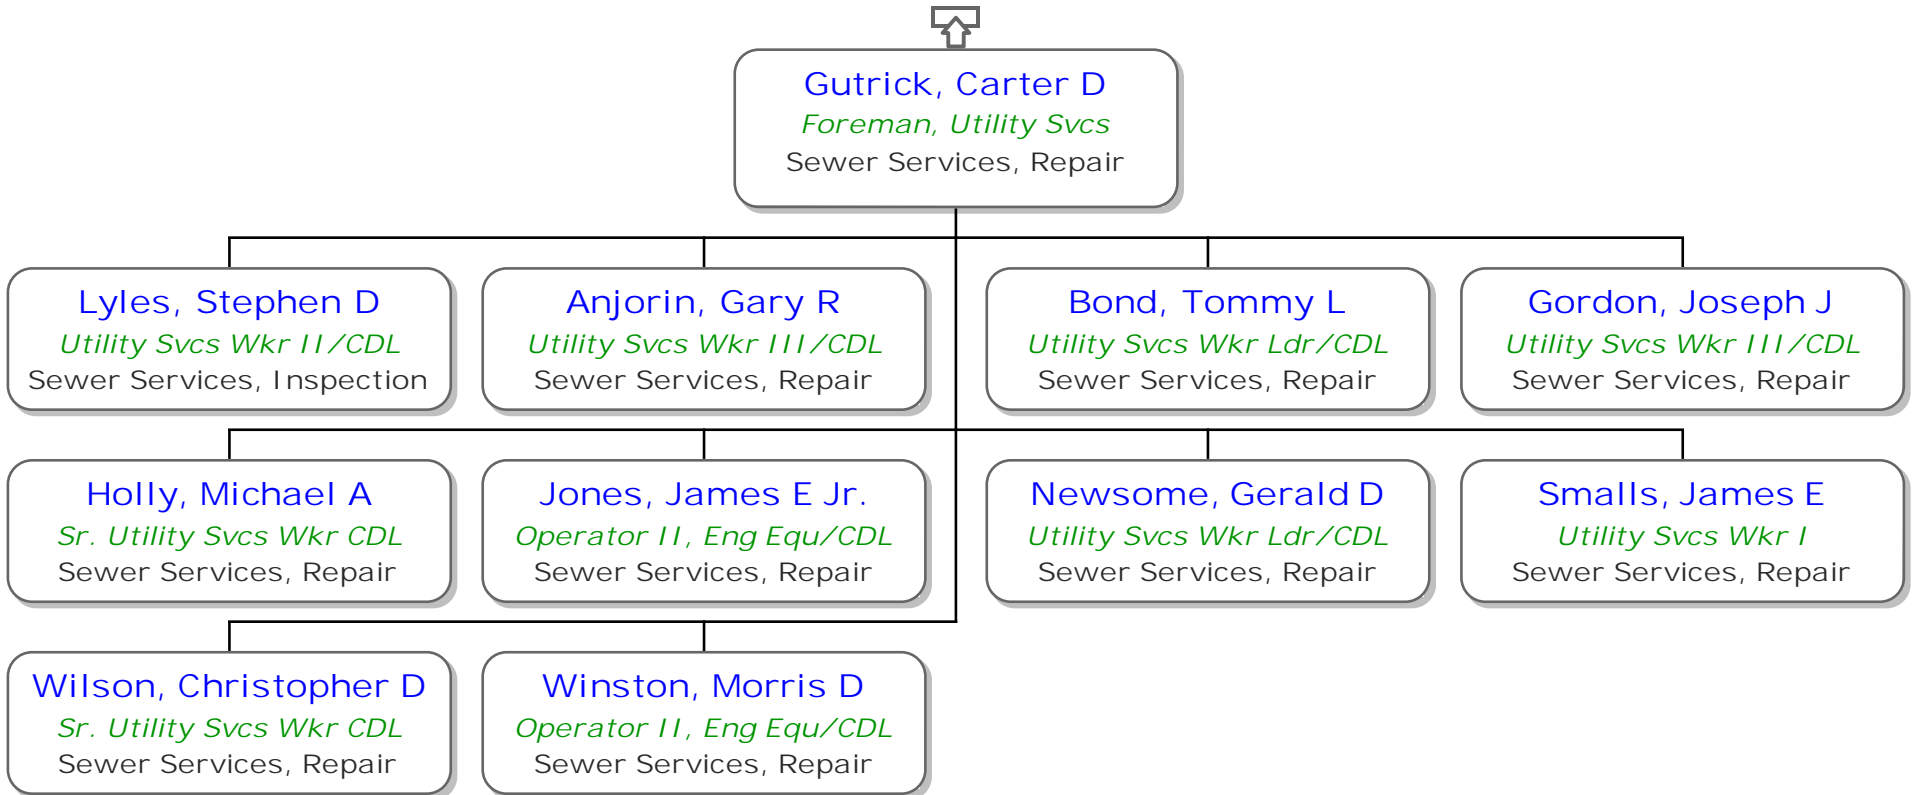 Gutrick, Carter D
Foreman, Utility Svcs
Sewer Services, Repair
Lyles, Stephen D
Utility Svcs Wkr II/CDL
Sewer Services, Inspection
Anjorin, Gary R
Utility Svcs Wkr III/CDL
Sewer Services, Repair
Bond, Tommy L
Utility Svcs Wkr Ldr/CDL
Sewer Services, Repair
Gordon, Joseph J
Utility Svcs Wkr III/CDL
Sewer Services, Repair
Holly, Michael A
Sr. Utility Svcs Wkr CDL
Sewer Services, Repair
Jones, James E Jr.
Operator II, Eng Equ/CDL
Sewer Services, Repair
Newsome, Gerald D
Utility Svcs Wkr Ldr/CDL
Sewer Services, Repair
Smalls, James E
Utility Svcs Wkr I
Sewer Services, Repair
Wilson, Christopher D
Sr. Utility Svcs Wkr CDL
Sewer Services, Repair
Winston, Morris D
Operator II, Eng Equ/CDL
Sewer Services, Repair